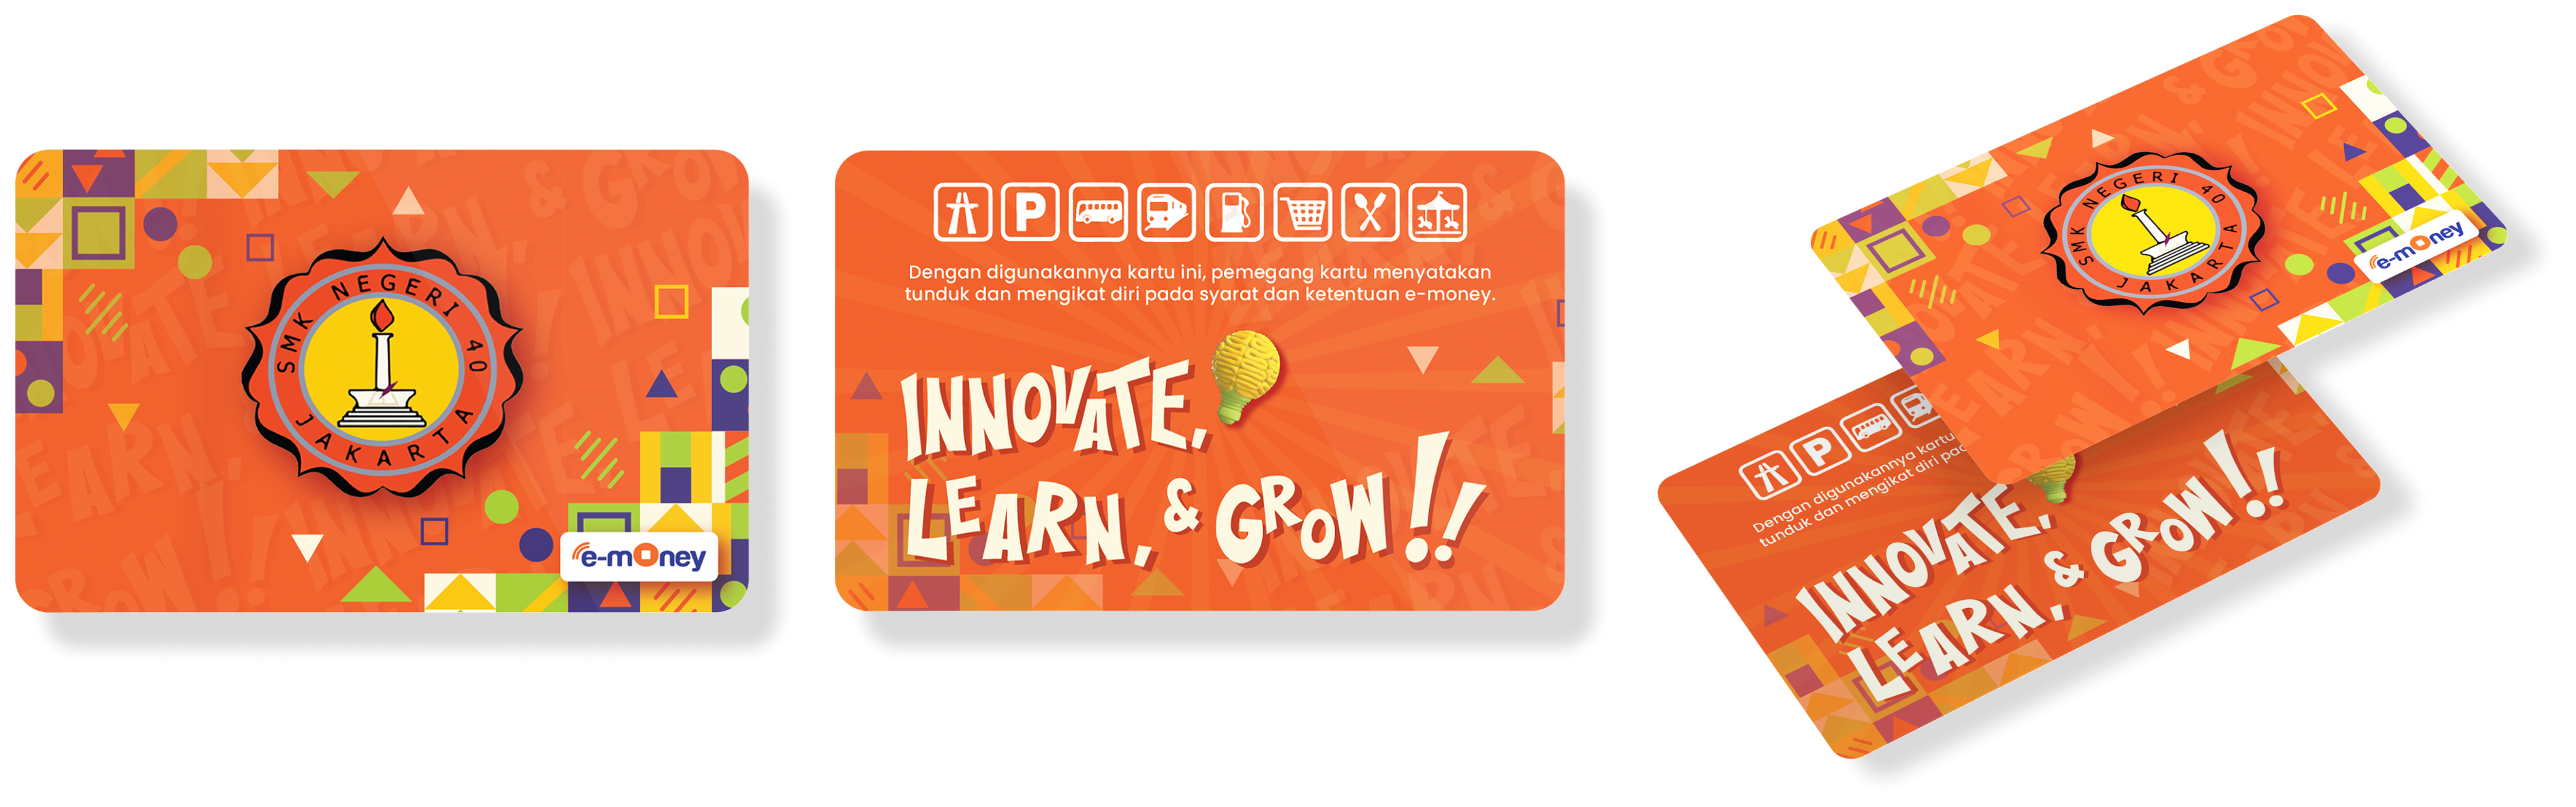 SMK NEGERI 40
JAKARTA
e-money
P
Dengan digunakannya kartu ini, pemegang kartu menyatakan
tunduk dan mengikat diri pada syarat dan ketentuan e-money.
INNOVATE,
LEARN, & GROW!!
SMK NEGERI 40
JAKARTA
e-money
P
Dengan digunakannya kartu
tunduk dan mengikat diri
INNOVATE,
LEARN, & GROW!!